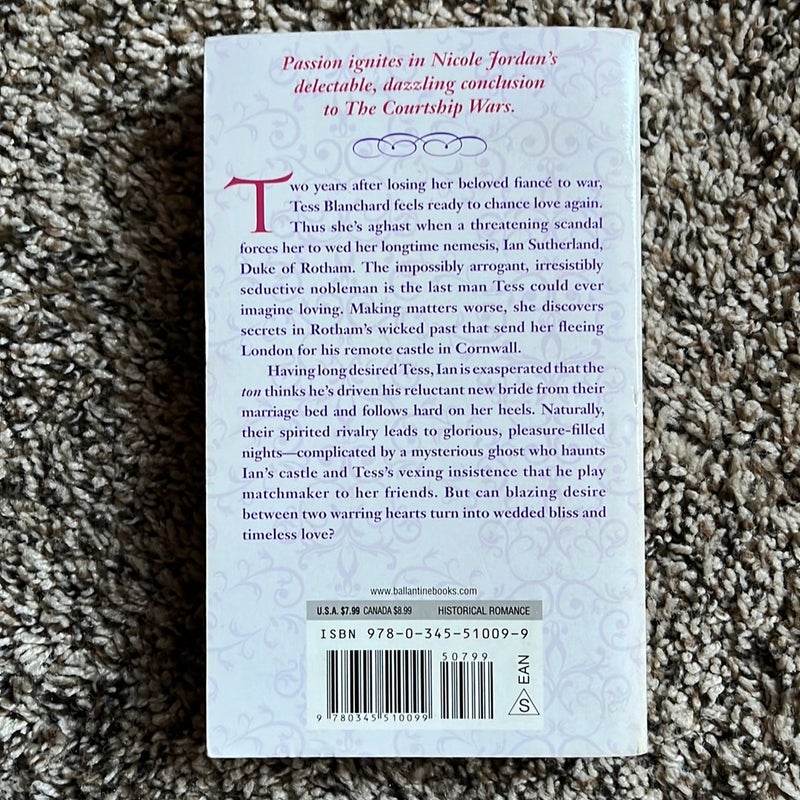 Passion ignites in Nicole Jordan's
delectable, dazzling conclusion
to The Courtship Wars.
Two years after losing her beloved fiancé to war,
Tess Blanchard feels ready to chance love again.
Thus she's aghast when a threatening scandal
forces her to wed her longtime nemesis, Ian Sutherland,
Duke of Rotham. The impossibly arrogant, irresistibly
seductive nobleman is the last man Tess could ever
imagine loving. Making matters worse, she discovers
secrets in Rotham's wicked past that send her fleeing
London for his remote castle in Cornwall.
Having long desired Tess, Ian is exasperated that the
ton thinks he's driven his reluctant new bride from their
marriage bed and follows hard on her heels. Naturally,
their spirited rivalry leads to glorious, pleasure-filled
nights—complicated by a mysterious ghost who haunts
Ian's castle and Tess's vexing insistence that he play
matchmaker to her friends. But can blazing desire
between two warring hearts turn into wedded bliss and
timeless love?
www.ballantinebooks.com
U.S.A. $7.99 CANADA $8.99 HISTORICAL ROMANCE
ISBN 978-0-345-51009-9
50799
9 780345 510099
S EAN